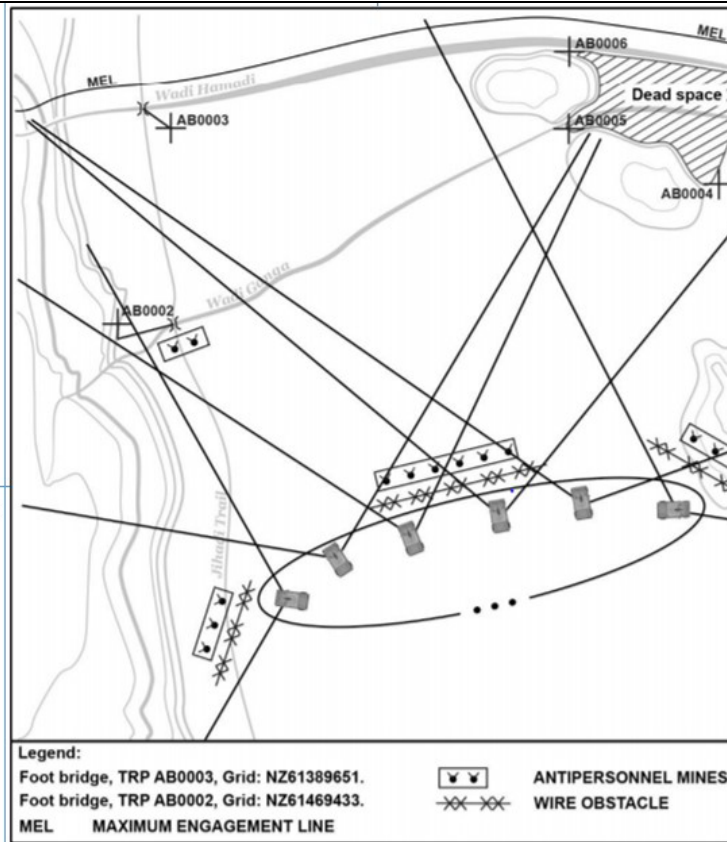 AB0006
MEL
MEL
Wadi Hamadi
Dead space
AB0003
AB0005
AB0004
Wadi Ganga
AB0002
Jihadi Trail
Legend:
Foot bridge, TRP AB0003, Grid: NZ61389651.
Foot bridge, TRP AB0002, Grid: NZ61469433.
MEL MAXIMUM ENGAGEMENT LINE
ANTIPERSONNEL MINES
WIRE OBSTACLE